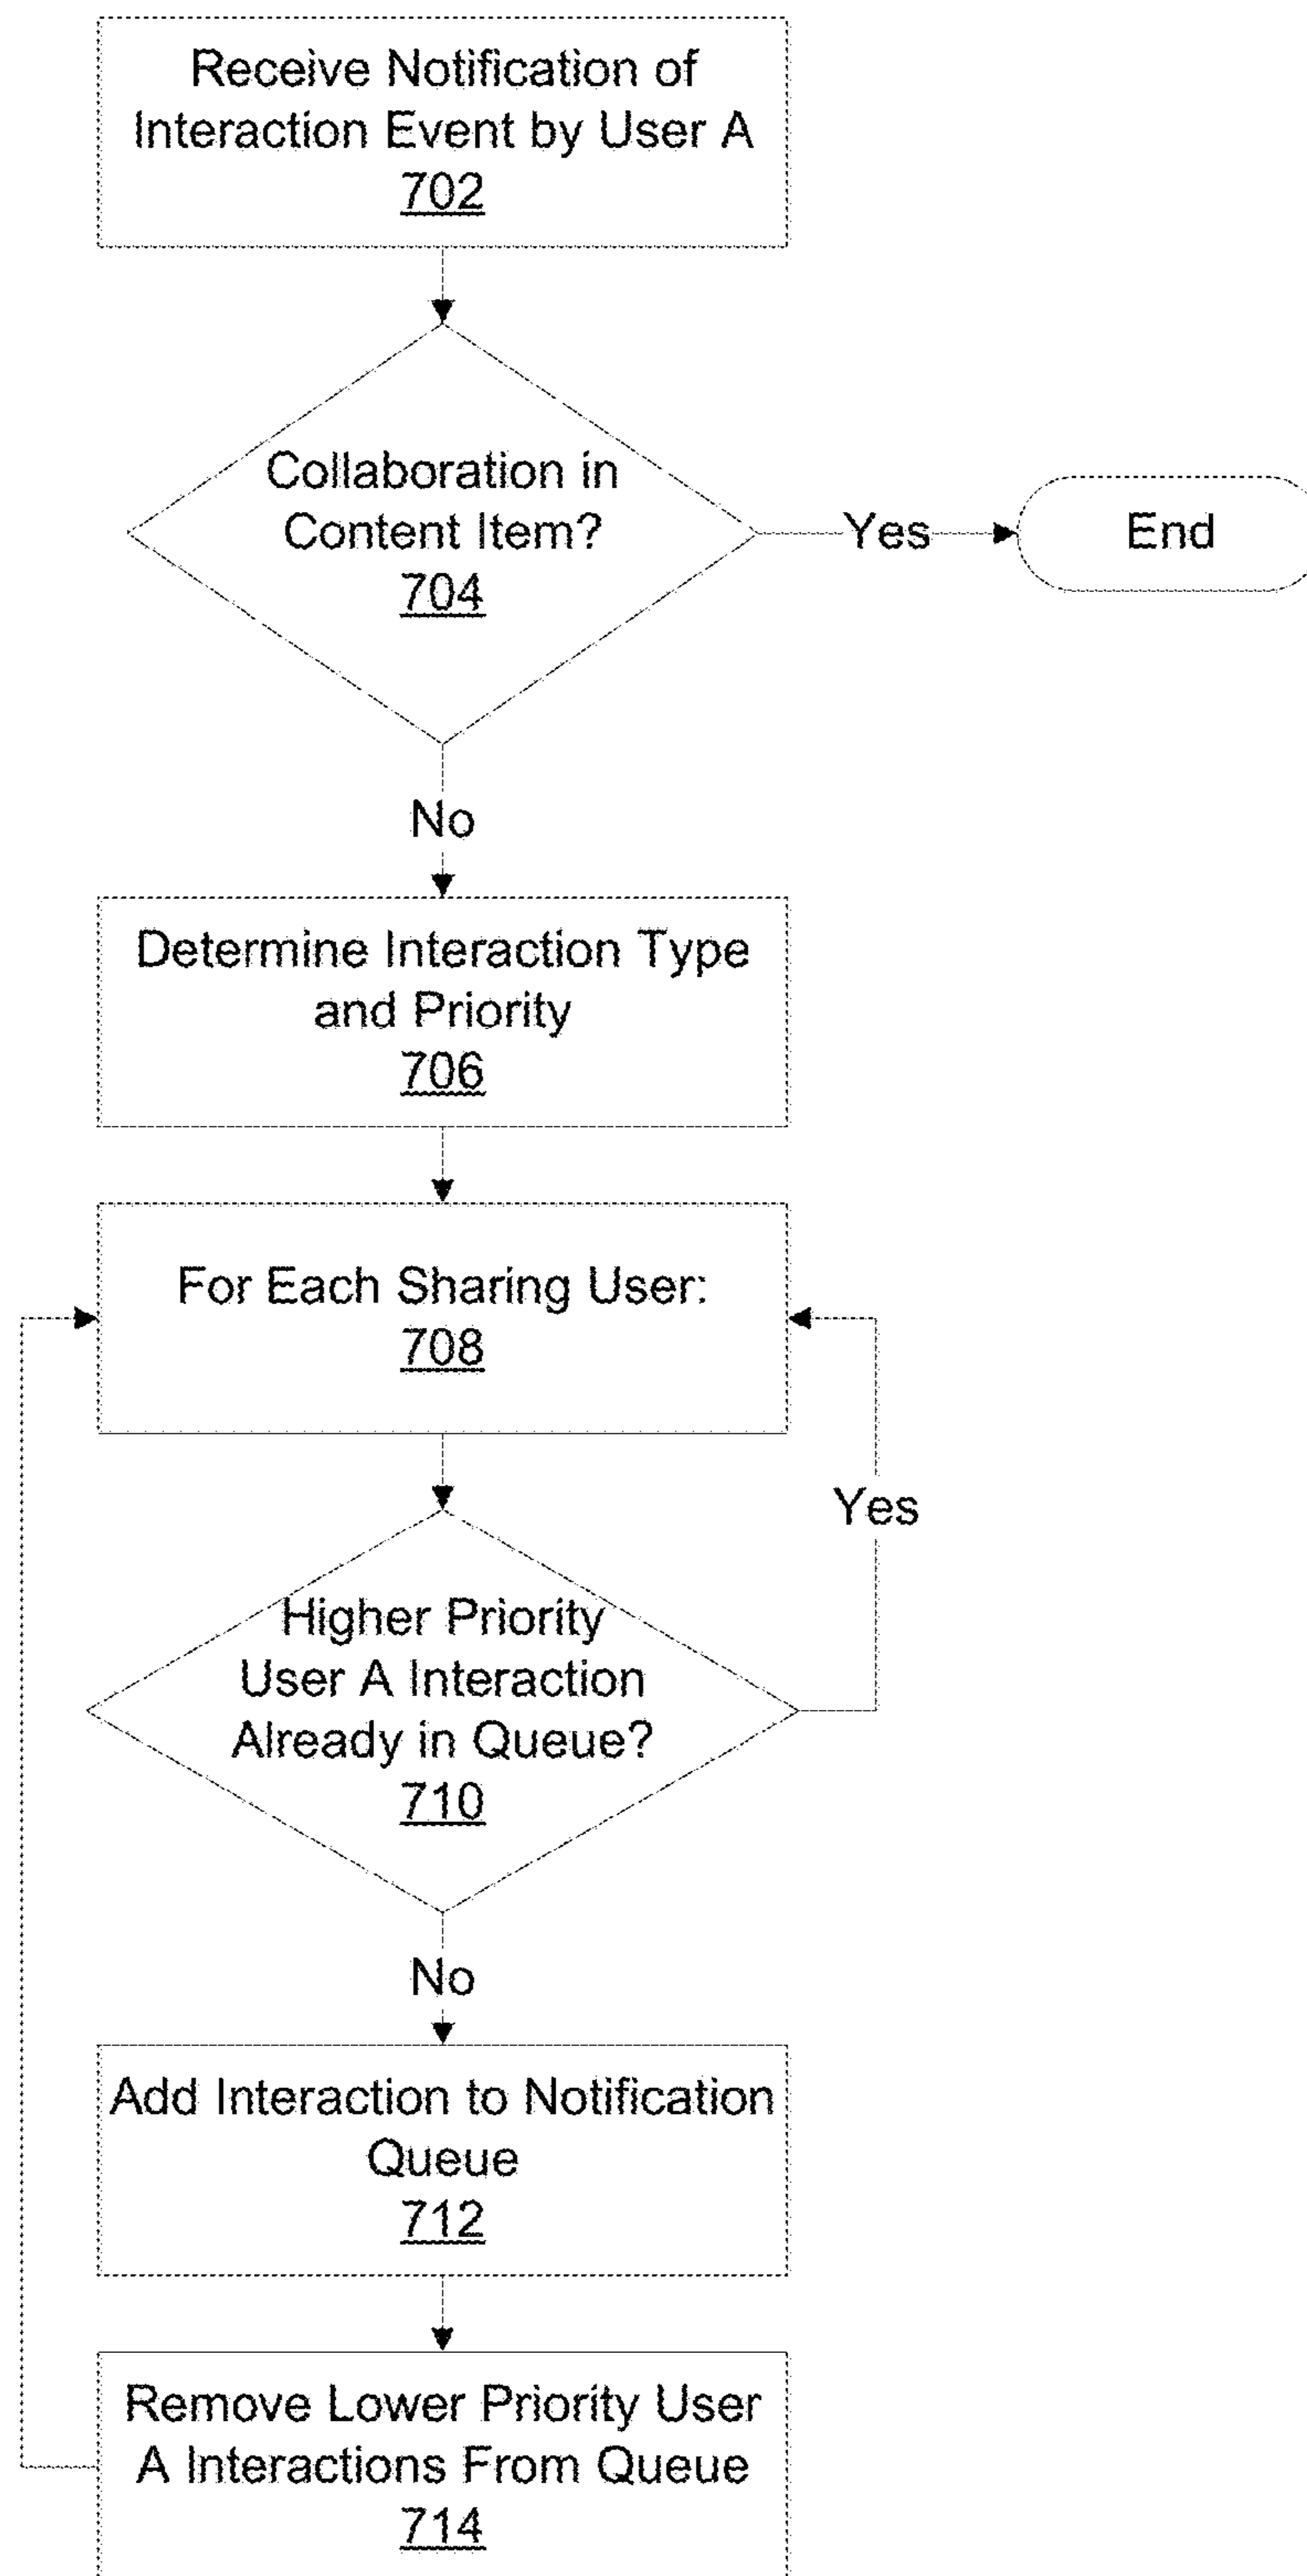 Receive Notification of
Interaction Event by User A
702
Collaboration in
Content Item?
704
Yes
End
No
Determine Interaction Type
and Priority
706
For Each Sharing User:
708
Yes
Higher Priority
User A Interaction
Already in Queue?
710
No
Add Interaction to Notification
Queue
712
Remove Lower Priority User
A Interactions From Queue
714